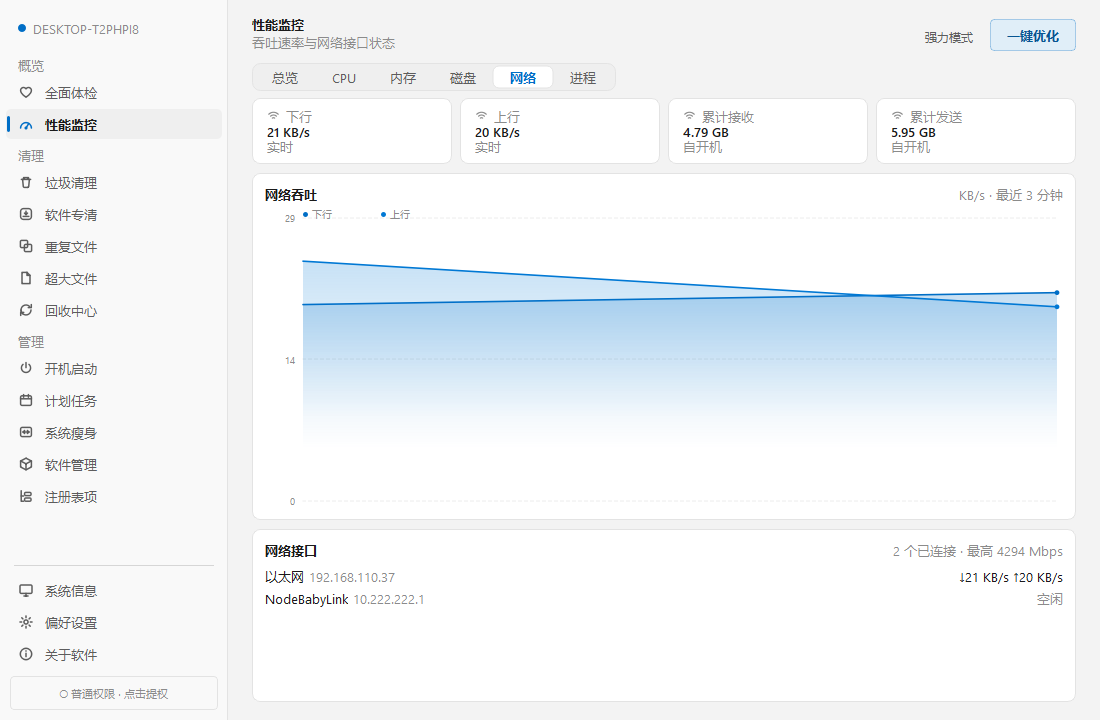 DESKTOP-T2PHPI8
概览
全面体检
性能监控
清理
垃圾清理
软件专清
重复文件
超大文件
回收中心
管理
开机启动
计划任务
系统瘦身
软件管理
注册表项
系统信息
偏好设置
关于软件
普通权限 · 点击提权
性能监控
吞吐速率与网络接口状态
强力模式
一键优化
总览 CPU 内存 磁盘 网络 进程
下行
21 KB/s
实时
上行
20 KB/s
实时
累计接收
4.79 GB
自开机
累计发送
5.95 GB
自开机
网络吞吐
KB/s · 最近 3 分钟
29
下行 上行
14
0
网络接口
2 个已连接 · 最高 4294 Mbps
以太网 192.168.110.37 ↓21 KB/s ↑20 KB/s
NodeBabyLink 10.222.222.1 空闲